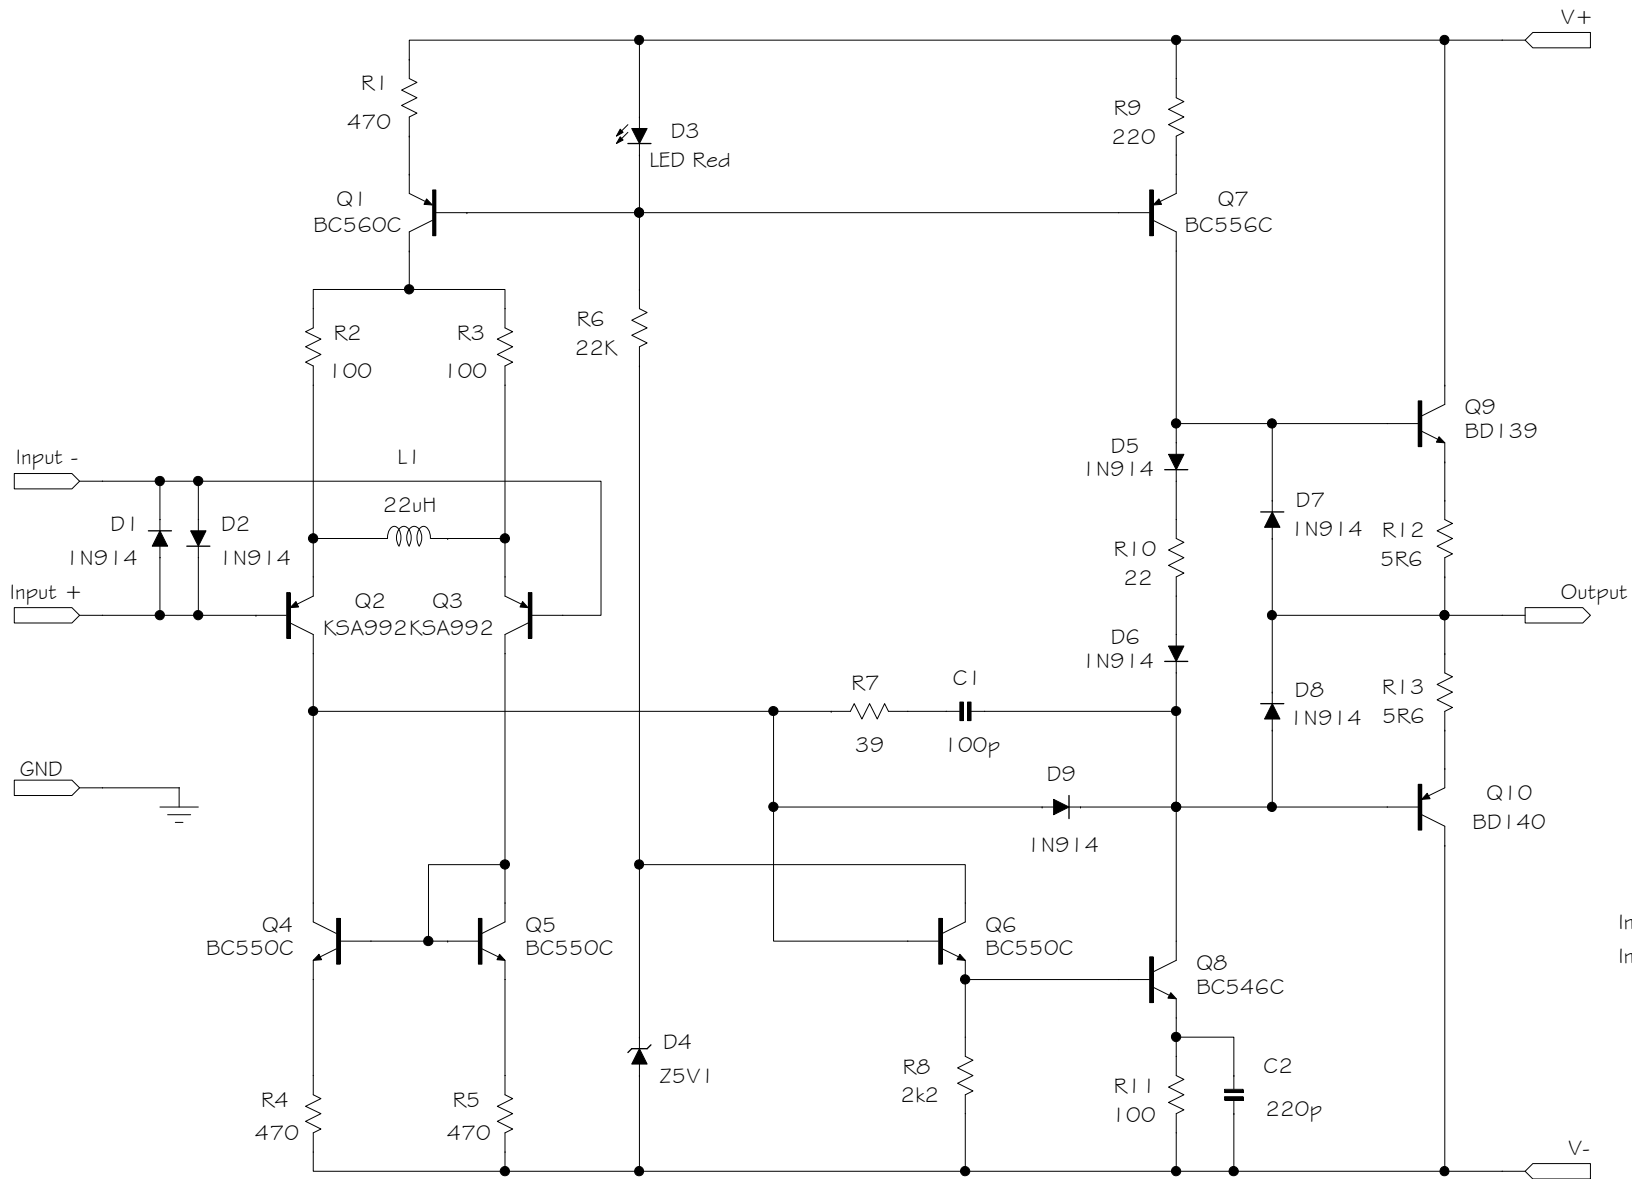 V+
R1
470
D3
LED Red
R9
220
Q1
BC560C
Q7
BC556C
R2
100
R3
100
R6
22K
Input -
L1
22uH
D1
1N914
D2
1N914
Input +
Q2
KSA992
Q3
KSA992
D5
1N914
R10
22
D6
1N914
D7
1N914
Q9
BD139
R12
5R6
Output
D8
1N914
R13
5R6
R7
39
C1
100p
GND
D9
1N914
Q10
BD140
Q4
BC550C
Q5
BC550C
Q6
BC550C
Q8
BC546C
D4
Z5V1
R8
2k2
R11
100
C2
220p
R4
470
R5
470
V-